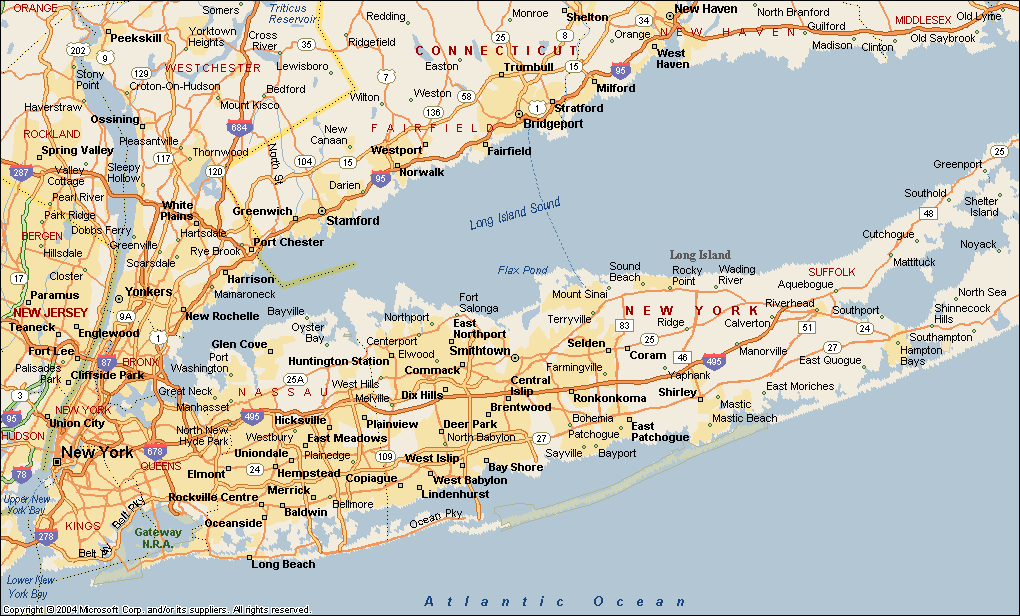 ORANGE
Somers
Triticus
Reservoir
Redding
Monroe
Shelton
34
New Haven
North Branford
MIDDLESEX
Old Lyme
Peekskill
Yorktown
Heights
Cross
River
35
Ridgefield
25
8
Orange
NEW HAVEN
Guilford
Old Saybrook
202
9
CONNECTICUT
West
Haven
Madison
Clinton
Stony
Point
129
WESTCHESTER
Lewisboro
Easton
7
Trumbull
15
95
Croton-On-Hudson
Bedford
Wilton
Weston
58
Milford
Haverstraw
Mount Kisco
136
1
Stratford
Ossining
684
New
Canaan
FAIRFIELD
Bridgeport
ROCKLAND
Pleasantville
Spring Valley
117
Thornwood
North St
104
15
Westport
Fairfield
25
287
Valley
Cottage
Sleepy
Hollow
120
Darien
95
Norwalk
Greenport
Pearl River
White
Plains
Greenwich
Stamford
Long Island Sound
Southold
Shelter
Island
Park Ridge
Dobbs Ferry
Hartsdale
48
BERGEN
Hillsdale
Greenville
Rye Brook
Port Chester
Cutchogue
Noyack
Closter
Scarsdale
Harrison
Flax Pond
Sound
Beach
Long Island
Rocky
Point
Wading
River
SUFFOLK
Mattituck
17
Paramus
Yonkers
Mamaroneck
Mount Sinai
Aquebogue
North Sea
NEW JERSEY
9A
New Rochelle
Bayville
Fort
Salonga
NEW YORK
Riverhead
Southport
Shinnecock
Hills
Teaneck
Englewood
Oyster
Bay
Northport
East
Northport
Terryville
83
Ridge
Calverton
51
24
Southampton
Fort Lee
1
Glen Cove
Centerport
Smithtown
Selden
25
Coram
46
495
Manorville
27
East Quogue
Hampton
Bays
Palisades
Park
87
BRONX
Port
Washington
Huntington Station
Elwood
Commack
Farmingville
Yaphank
Cliffside Park
25A
West Hills
Central
Islip
Shirley
East Moriches
3
Great Neck
NASSAU
Melville
Dix Hills
Ronkonkoma
Mastic
Mastic Beach
95
NEW YORK
Manhasset
495
Hicksville
Plainview
Brentwood
Bohemia
East
Patchogue
HUDSON
Union City
North New
Hyde Park
Westbury
East Meadows
Deer Park
North Babylon
27
Patchogue
New York
678
QUEENS
Uniondale
Plainedge
109
West Islip
Sayville
Bayport
78
Elmont
24
Hempstead
Copiague
Bay Shore
West Babylon
Upper New
York Bay
Rockville Centre
Merrick
Bellmore
Lindenhurst
KINGS
Belt Pky
Oceanside
Baldwin
Ocean Pky
278
Gateway
N.R.A.
Belt Pky
Long Beach
Lower New
York Bay
Atlantic Ocean
Copyright © 2004 Microsoft Corp. and/or its suppliers. All rights reserved.